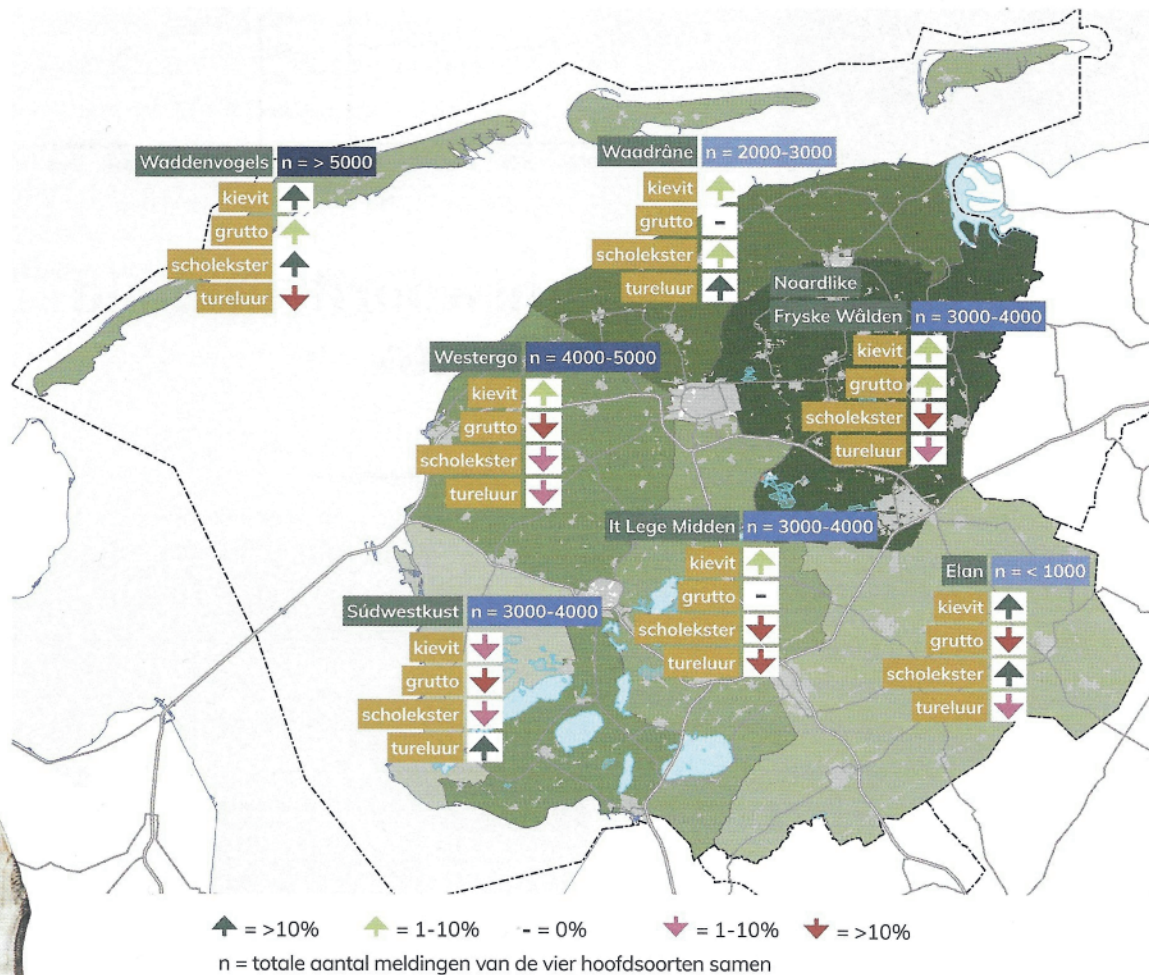 Waddenvogels n = > 5000
kievit
grutto
scholekster
tureluur
Waadrâne n = 2000-3000
kievit
grutto -
scholekster
tureluur
Noardlike
Fryske Wâlden n = 3000-4000
kievit
grutto
scholekster
tureluur
Westergo n = 4000-5000
kievit
grutto
scholekster
tureluur
It Lege Midden n = 3000-4000
kievit
grutto -
scholekster
tureluur
Elan n = < 1000
kievit
grutto
scholekster
tureluur
Súdwestkust n = 3000-4000
kievit
grutto
scholekster
tureluur
= >10% = 1-10% - = 0% = 1-10% = >10%
n = totale aantal meldingen van de vier hoofdsoorten samen